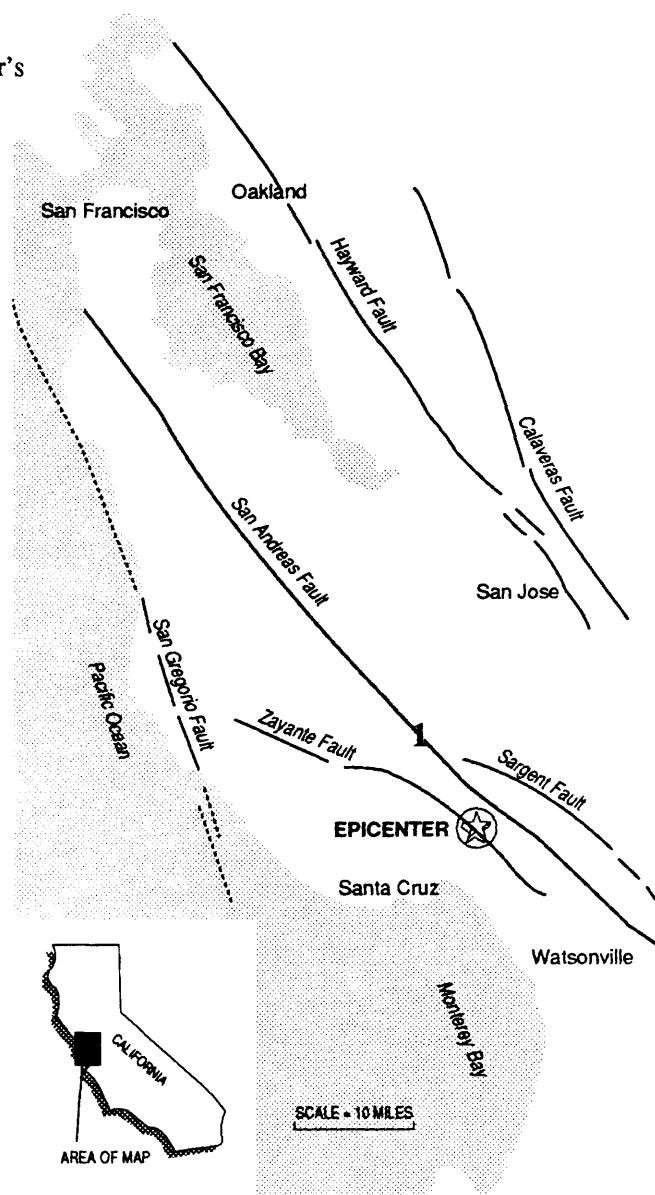 r's
Oakland
San Francisco
San Francisco Bay
Hayward Fault
Calaveras Fault
San Andreas Fault
San Jose
San Gregorio Fault
Pacific Ocean
Zayante Fault
1
Sargent Fault
EPICENTER
Santa Cruz
Watsonville
Monterey Bay
CALIFORNIA
SCALE = 10 MILES
AREA OF MAP